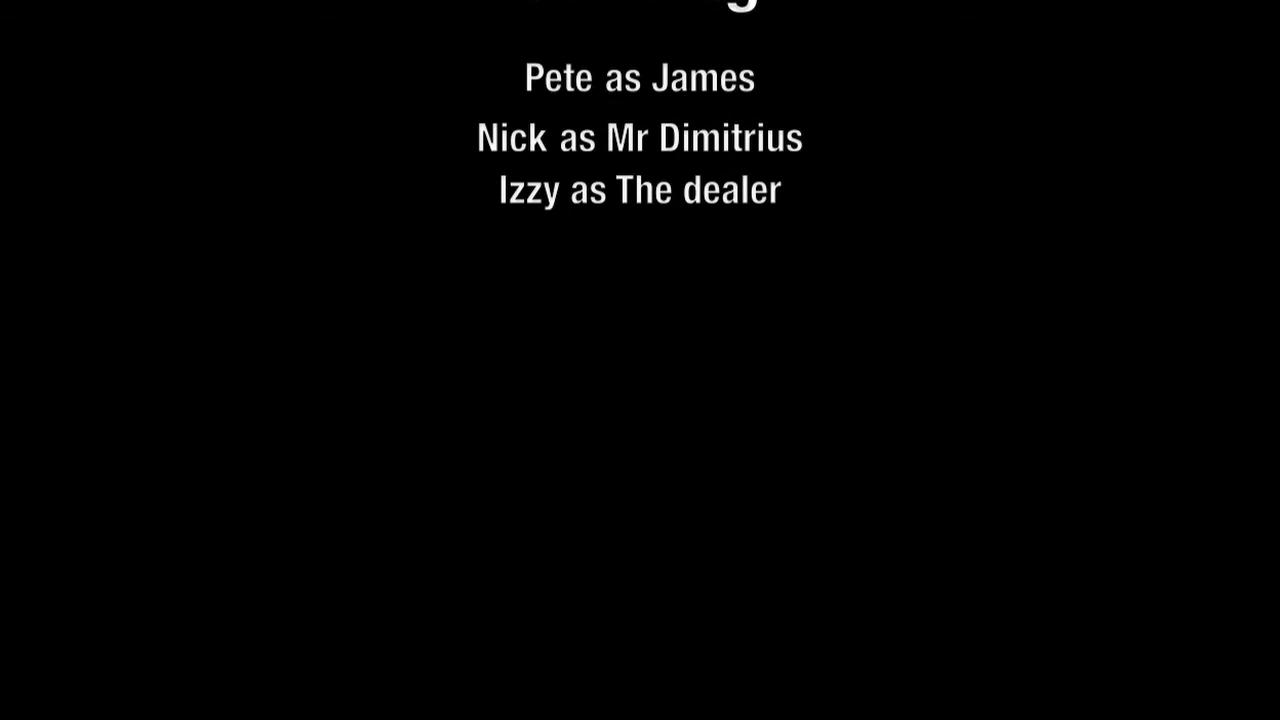 Pete as James
Nick as Mr Dimitrius
Izzy as The dealer